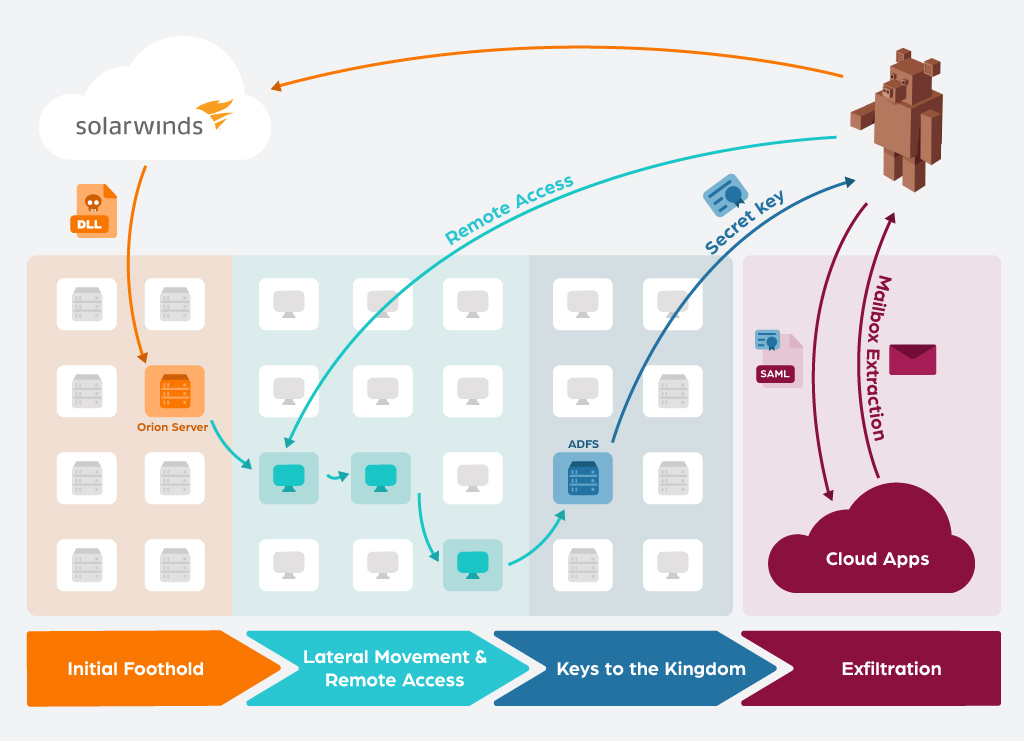 solarwinds
DLL
Remote Access
Secret key
Mailbox Extraction
SAML
Orion Server
ADFS
Cloud Apps
Initial Foothold
Lateral Movement &
Remote Access
Keys to the Kingdom
Exfiltration